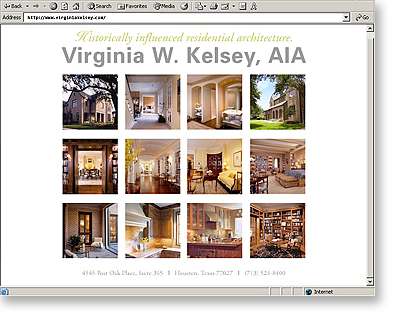 Back Search Favorites Media
Address http://www.virginiakelsey.com/ Go
Historically influenced residential architecture.
Virginia W. Kelsey, AIA
4545 Post Oak Place, Suite 305 | Houston, Texas 77027 | (713) 524-8400
Internet